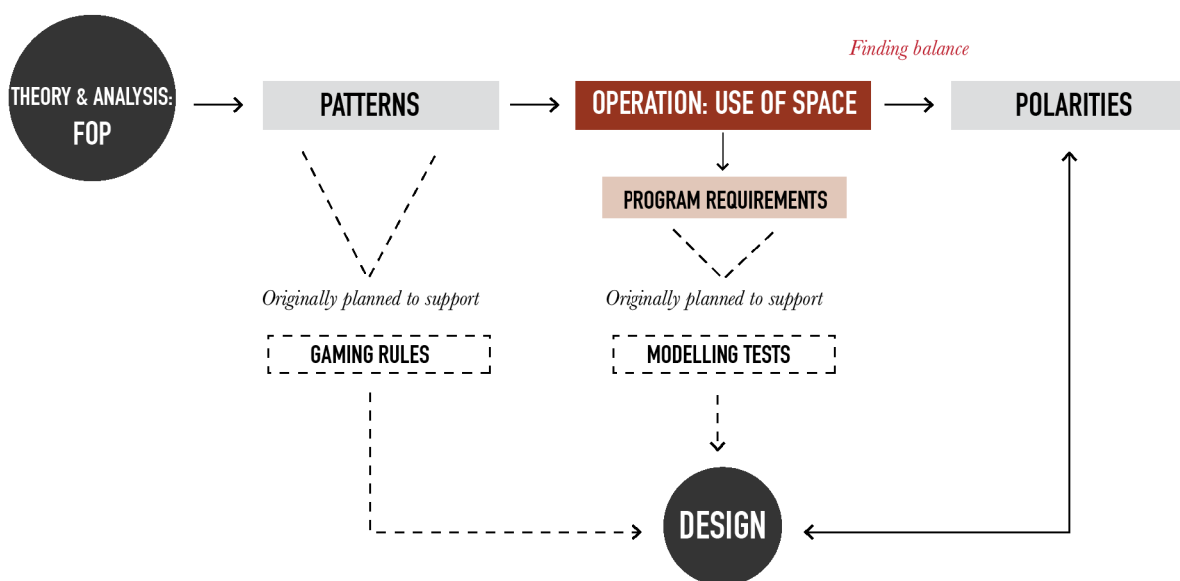 Finding balance
THEORY & ANALYSIS:
FOP
PATTERNS
OPERATION: USE OF SPACE
POLARITIES
PROGRAM REQUIREMENTS
Originally planned to support
Originally planned to support
GAMING RULES
MODELLING TESTS
DESIGN